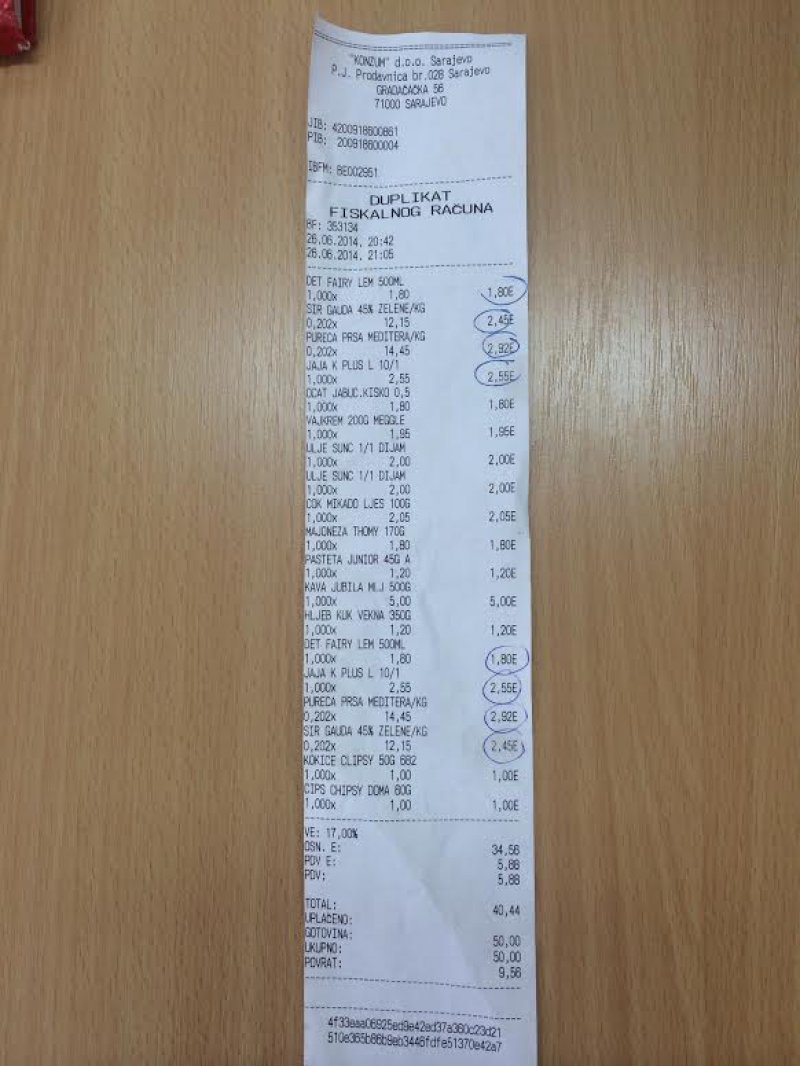 "KONZUM" d.o.o. Sarajevo
P.J. Prodavnica br.028 Sarajevo
GRADAČAČKA 56
71000 SARAJEVO
JIB: 4200918600861
PIB: 200918600004
IBFM: BE002951
DUPLIKAT
FISKALNOG RAČUNA
BF: 353134
26.06.2014, 20:42
26.06.2014, 21:05
DET FAIRY LEM 500ML
1,000x 1,80 1,80E
SIR GAUDA 45% ZELENE/KG
0,202x 12,15 2,45E
PUREĆA PRSA MEDITERA/KG
0,202x 14,45 2,92E
JAJA K PLUS L 10/1
1,000x 2,55 2,55E
OCAT JABUC.KISKO 0,5
1,000x 1,80 1,80E
VAJKREM 200G MEGGLE
1,000x 1,95 1,95E
ULJE SUNC 1/1 DIJAM
1,000x 2,00 2,00E
ULJE SUNC 1/1 DIJAM
1,000x 2,00 2,00E
ČOK MIKADO LJES 100G
1,000x 2,05 2,05E
MAJONEZA THOMY 170G
1,000x 1,80 1,80E
PASTETA JUNIOR 45G A
1,000x 1,20 1,20E
KAVA JUBILA MLJ 500G
1,000x 5,00 5,00E
HLJEB KUK VEKNA 350G
1,000x 1,20 1,20E
DET FAIRY LEM 500ML
1,000x 1,80 1,80E
JAJA K PLUS L 10/1
1,000x 2,55 2,55E
PUREĆA PRSA MEDITERA/KG
0,202x 14,45 2,92E
SIR GAUDA 45% ZELENE/KG
0,202x 12,15 2,45E
KOKICE CLIPSY 50G 682
1,000x 1,00 1,00E
ČIPS CHIPSY DOMA 60G
1,000x 1,00 1,00E
VE: 17,00%
OSN. E: 34,56
PDV E: 5,88
PDV: 5,88
TOTAL: 40,44
UPLAĆENO:
GOTOVINA: 50,00
UKUPNO: 50,00
POVRAT: 9,56
4f33eaa06925ed9e42ed37a360c23d21
510e365b86b9eb3446fdfe51370e42a7